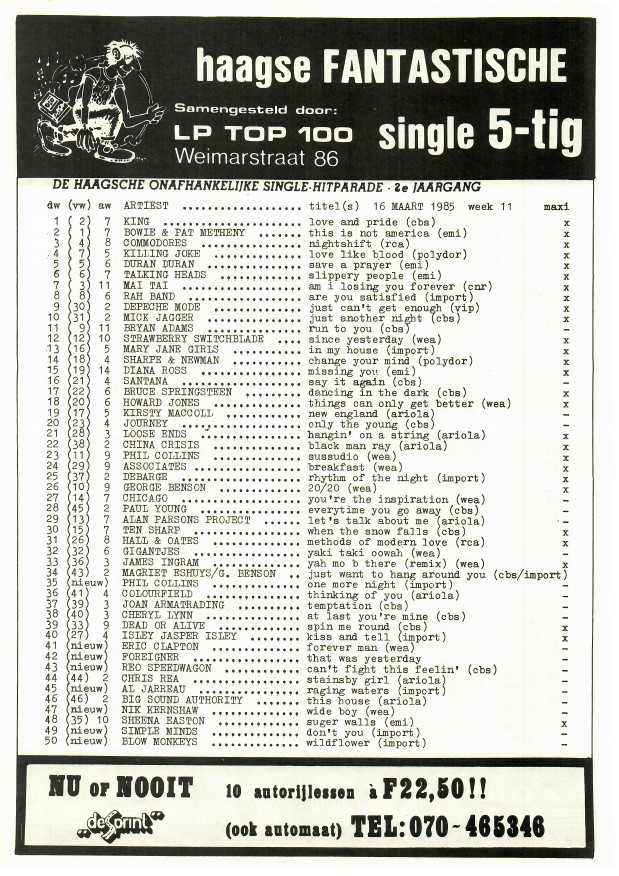 haagse FANTASTISCHE
Samengesteld door:
LP TOP 100 single 5-tig
Weimarstraat 86
DE HAAGSCHE ONAFHANKELIJKE SINGLE-HITPARADE - 2e JAARGANG
dw (vw) aw ARTIEST .................. titel(s) 16 MAART 1985 week 11 maxi
1 ( 2) 7 KING .................. love and pride (cbs) x
2 ( 1) 7 BOWIE & PAT METHENY ....... this is not america (emi) x
3 ( 4) 8 COMMODORES .................. nightshift (rca) x
4 ( 7) 5 KILLING JOKE .................. love like blood (polydor) x
5 ( 5) 6 DURAN DURAN .................. save a prayer (emi) x
6 ( 6) 7 TALKING HEADS .................. slippery people (emi) x
7 ( 3) 11 MAI TAI .................. am i losing you forever (cnr) x
8 ( 8) 6 RAH BAND .................. are you satisfied (import) x
9 (30) 2 DEPECHE MODE .................. just can't get enough (vip) x
10 (31) 2 MICK JAGGER .................. just another night (cbs) x
11 ( 9) 11 BRYAN ADAMS .................. run to you (cbs) -
12 (12) 10 STRAWBERRY SWITCHBLADE ..... since yesterday (wea) x
13 (16) 5 MARY JANE GIRLS .................. in my house (import) x
14 (18) 4 SHARPE & NEWMAN .................. change your mind (polydor) x
15 (19) 14 DIANA ROSS .................. missing you (emi) x
16 (21) 4 SANTANA .................. say it again (cbs) -
17 (22) 6 BRUCE SPRINGSTEEN .................. dancing in the dark (cbs) x
18 (20) 6 HOWARD JONES .................. things can only get better (wea) x
19 (17) 5 KIRSTY MACCOLL .................. new england (ariola) x
20 (23) 4 JOURNEY .................. only the young (cbs) -
21 (28) 3 LOOSE ENDS .................. hangin' on a string (ariola) x
22 (38) 2 CHINA CRISIS .................. black man ray (ariola) x
23 (11) 9 PHIL COLLINS .................. sussudio (wea) x
24 (29) 9 ASSOCIATES .................. breakfast (wea) x
25 (37) 2 DEBARGE .................. rhythm of the night (import) x
26 (10) 9 GEORGE BENSON .................. 20/20 (wea) x
27 (14) 7 CHICAGO .................. you're the inspiration (wea) -
28 (45) 2 PAUL YOUNG .................. everytime you go away (cbs) -
29 (13) 7 ALAN PARSONS PROJECT ....... let's talk about me (ariola) -
30 (15) 7 TEN SHARP .................. when the snow falls (cbs) -
31 (26) 8 HALL & OATES .................. methods of modern love (rca) x
32 (32) 6 GIGANTJES .................. yaki taki oowah (wea) -
33 (36) 3 JAMES INGRAM .................. yah mo b there (remix) (wea) x
34 (43) 2 MAGRIET ESHUYS/G. BENSON .. just want to hang around you (cbs/import)
35 (nieuw) PHIL COLLINS .................. one more night (import) -
36 (41) 4 COLOURFIELD .................. thinking of you (ariola) -
37 (39) 3 JOAN ARMATRADING .................. temptation (cbs) -
38 (40) 3 CHERYL LYNN .................. at last you're mine (cbs) -
39 (33) 9 DEAD OR ALIVE .................. spin me round (cbs) x
40 (27) 4 ISLEY JASPER ISLEY ....... kiss and tell (import) x
41 (nieuw) ERIC CLAPTON .................. forever man (wea) -
42 (nieuw) FOREIGNER .................. that was yesterday -
43 (nieuw) REO SPEEDWAGON .................. can't fight this feelin' (cbs) -
44 (44) 2 CHRIS REA .................. stainsby girl (ariola) -
45 (nieuw) AL JARREAU .................. raging waters (import) -
46 (46) 2 BIG SOUND AUTHORITY ....... this house (ariola) -
47 (nieuw) NIK KERNSHAW .................. wide boy (wea) -
48 (35) 10 SHEENA EASTON .................. suger walls (emi) x
49 (nieuw) SIMPLE MINDS .................. don't you (import) -
50 (nieuw) BLOW MONKEYS .................. wildflower (import) -
NU OF NOOIT 10 autorijlessen à F22,50!!
„deSprint" (ook automaat) TEL:070-465346